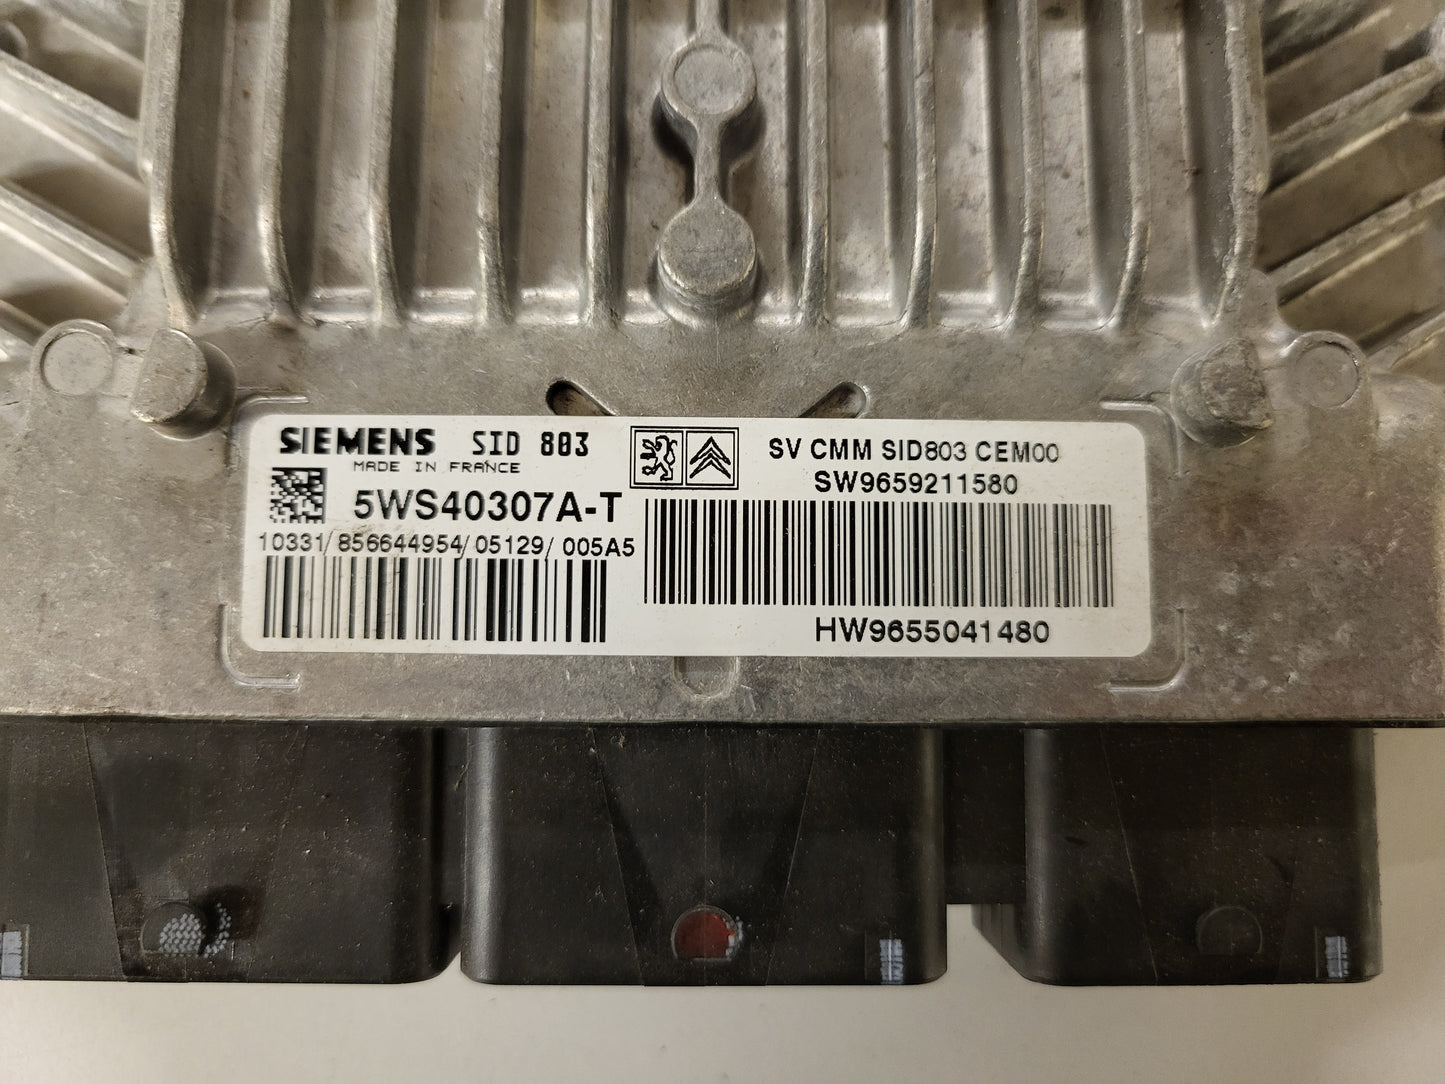 SIEMENS SID 803
MADE IN FRANCE
5WS40307A-T
10331/856644954/05129/005A5
SV CMM SID803 CEM00
SW9659211580
HW9655041480